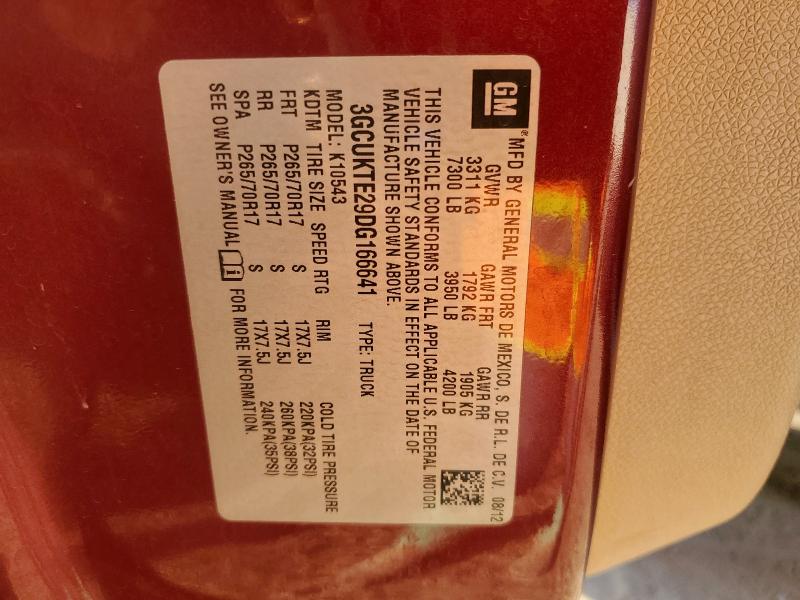 GM® MFD BY GENERAL MOTORS DE MEXICO, S. DE R.L. DE C.V. 08/12
GVWR GAWR FRT GAWR RR
3311 KG 1792 KG 1905 KG
7300 LB 3950 LB 4200 LB
THIS VEHICLE CONFORMS TO ALL APPLICABLE U.S. FEDERAL MOTOR
VEHICLE SAFETY STANDARDS IN EFFECT ON THE DATE OF
MANUFACTURE SHOWN ABOVE.
3GCUKTE29DG166641 TYPE: TRUCK
MODEL: K10543
KDTM TIRE SIZE SPEED RTG RIM COLD TIRE PRESSURE
FRT P265/70R17 S 17X7.5J 220KPA(32PSI)
RR P265/70R17 S 17X7.5J 260KPA(38PSI)
SPA P265/70R17 S 17X7.5J 240KPA(35PSI)
SEE OWNER'S MANUAL i FOR MORE INFORMATION.